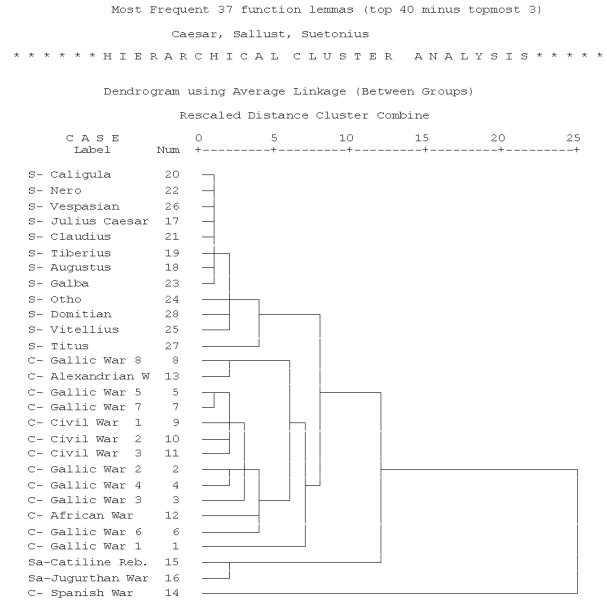 Most Frequent 37 function lemmas (top 40 minus topmost 3)
Caesar, Sallust, Suetonius
* * * * * * H I E R A R C H I C A L  C L U S T E R  A N A L Y S I S * * * * *
Dendrogram using Average Linkage (Between Groups)
Rescaled Distance Cluster Combine
C A S E 0 5 10 15 20 25
Label Num +---------+---------+---------+---------+---------+
S- Caligula 20
S- Nero 22
S- Vespasian 26
S- Julius Caesar 17
S- Claudius 21
S- Tiberius 19
S- Augustus 18
S- Galba 23
S- Otho 24
S- Domitian 28
S- Vitellius 25
S- Titus 27
C- Gallic War 8 8
C- Alexandrian W 13
C- Gallic War 5 5
C- Gallic War 7 7
C- Civil War 1 9
C- Civil War 2 10
C- Civil War 3 11
C- Gallic War 2 2
C- Gallic War 4 4
C- Gallic War 3 3
C- African War 12
C- Gallic War 6 6
C- Gallic War 1 1
Sa-Catiline Reb. 15
Sa-Jugurthan War 16
C- Spanish War 14